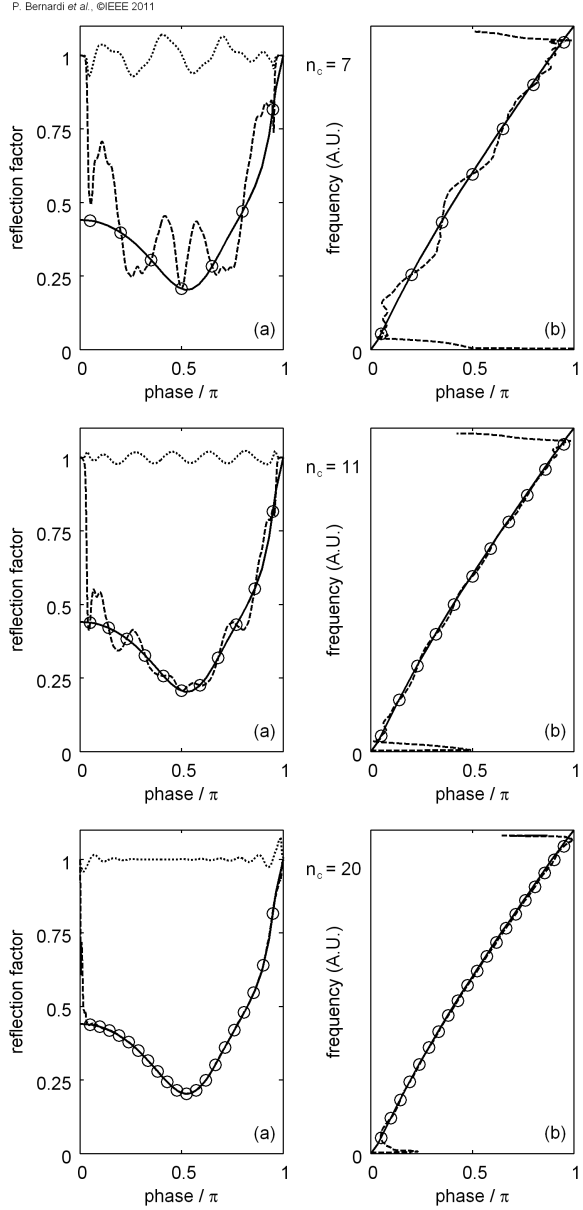 P. Bernardi et al., ©IEEE 2011
1
0.75
0.5
0.25
0
reflection factor
(a)
0 0.5 1
phase / π
n_c = 7
frequency (A.U.)
(b)
0 0.5 1
phase / π
1
0.75
0.5
0.25
0
reflection factor
(a)
0 0.5 1
phase / π
n_c = 11
frequency (A.U.)
(b)
0 0.5 1
phase / π
1
0.75
0.5
0.25
0
reflection factor
(a)
0 0.5 1
phase / π
n_c = 20
frequency (A.U.)
(b)
0 0.5 1
phase / π